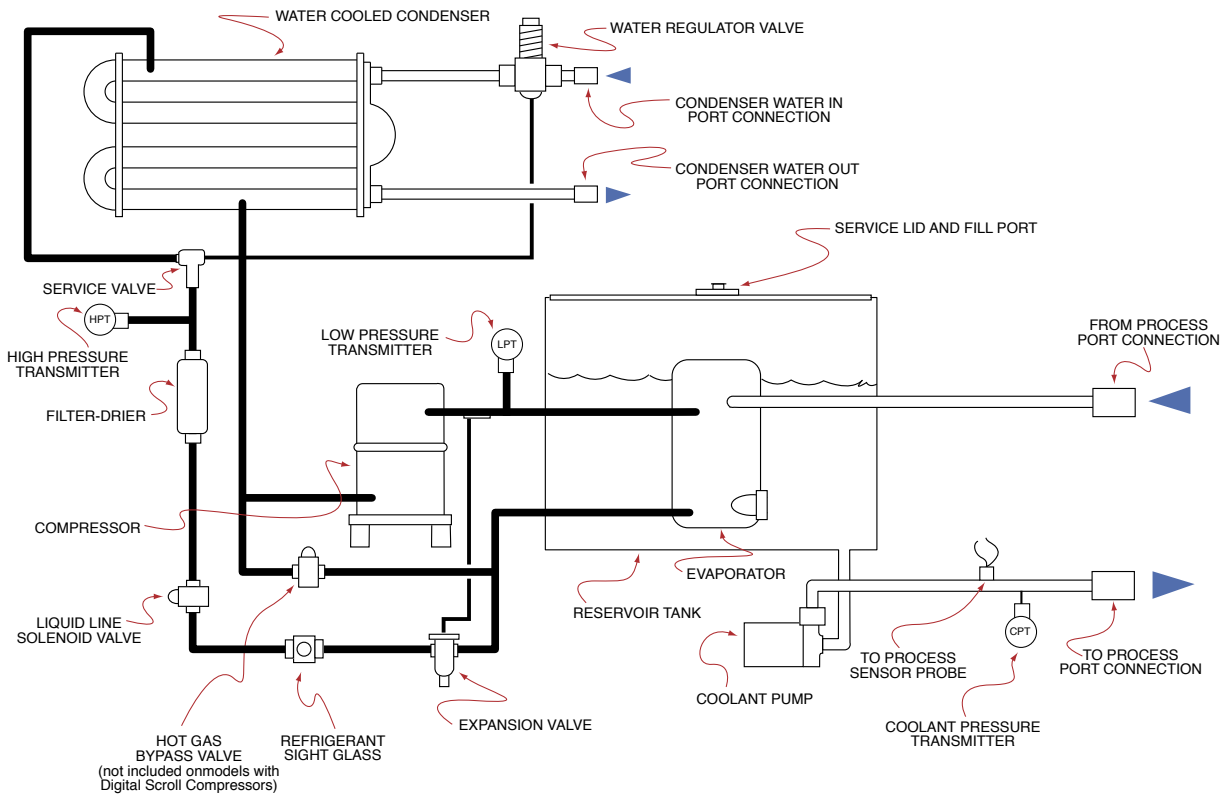 WATER COOLED CONDENSER
WATER REGULATOR VALVE
CONDENSER WATER IN
PORT CONNECTION
CONDENSER WATER OUT
PORT CONNECTION
SERVICE LID AND FILL PORT
SERVICE VALVE
HPT
HIGH PRESSURE
TRANSMITTER
LOW PRESSURE
TRANSMITTER
LPT
FROM PROCESS
PORT CONNECTION
FILTER-DRIER
COMPRESSOR
EVAPORATOR
RESERVOIR TANK
LIQUID LINE
SOLENOID VALVE
CPT
TO PROCESS
SENSOR PROBE
TO PROCESS
PORT CONNECTION
COOLANT PUMP
EXPANSION VALVE
COOLANT PRESSURE
TRANSMITTER
HOT GAS
BYPASS VALVE
(not included onmodels with
Digital Scroll Compressors)
REFRIGERANT
SIGHT GLASS